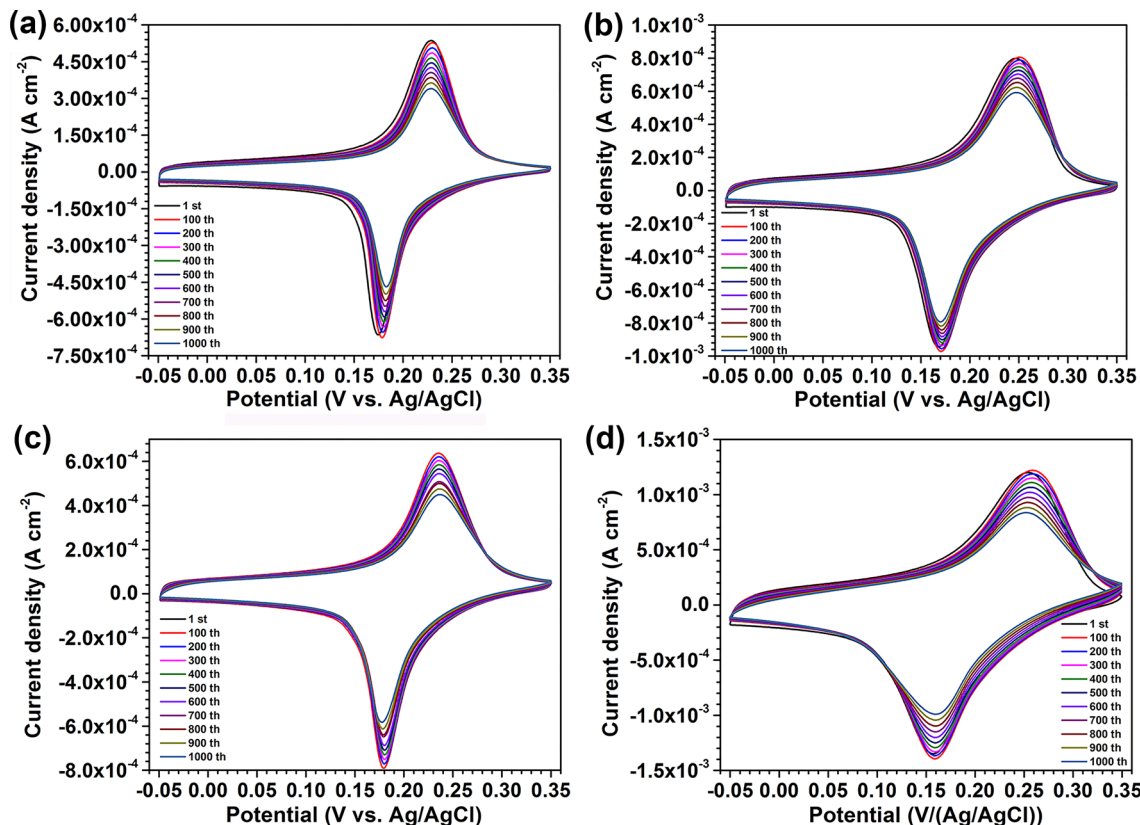 (a)
6.00x10⁻⁴
4.50x10⁻⁴
3.00x10⁻⁴
1.50x10⁻⁴
0.00
-1.50x10⁻⁴
-3.00x10⁻⁴
-4.50x10⁻⁴
-6.00x10⁻⁴
-7.50x10⁻⁴
Current density (A cm⁻²)
1 st
100 th
200 th
300 th
400 th
500 th
600 th
700 th
800 th
900 th
1000 th
-0.05 0.00 0.05 0.10 0.15 0.20 0.25 0.30 0.35
Potential (V vs. Ag/AgCl)
(b)
1.0x10⁻³
8.0x10⁻⁴
6.0x10⁻⁴
4.0x10⁻⁴
2.0x10⁻⁴
0.0
-2.0x10⁻⁴
-4.0x10⁻⁴
-6.0x10⁻⁴
-8.0x10⁻⁴
-1.0x10⁻³
Current density (A cm⁻²)
1 st
100 th
200 th
300 th
400 th
500 th
600 th
700 th
800 th
900 th
1000 th
-0.05 0.00 0.05 0.10 0.15 0.20 0.25 0.30 0.35
Potential (V vs. Ag/AgCl)
(c)
6.0x10⁻⁴
4.0x10⁻⁴
2.0x10⁻⁴
0.0
-2.0x10⁻⁴
-4.0x10⁻⁴
-6.0x10⁻⁴
-8.0x10⁻⁴
Current density (A cm⁻²)
1 st
100 th
200 th
300 th
400 th
500 th
600 th
700 th
800 th
900 th
1000 th
-0.05 0.00 0.05 0.10 0.15 0.20 0.25 0.30 0.35
Potential (V vs. Ag/AgCl)
(d)
1.5x10⁻³
1.0x10⁻³
5.0x10⁻⁴
0.0
-5.0x10⁻⁴
-1.0x10⁻³
-1.5x10⁻³
Current density (A cm⁻²)
1 st
100 th
200 th
300 th
400 th
500 th
600 th
700 th
800 th
900 th
1000 th
-0.05 0.00 0.05 0.10 0.15 0.20 0.25 0.30 0.35
Potential (V/(Ag/AgCl))